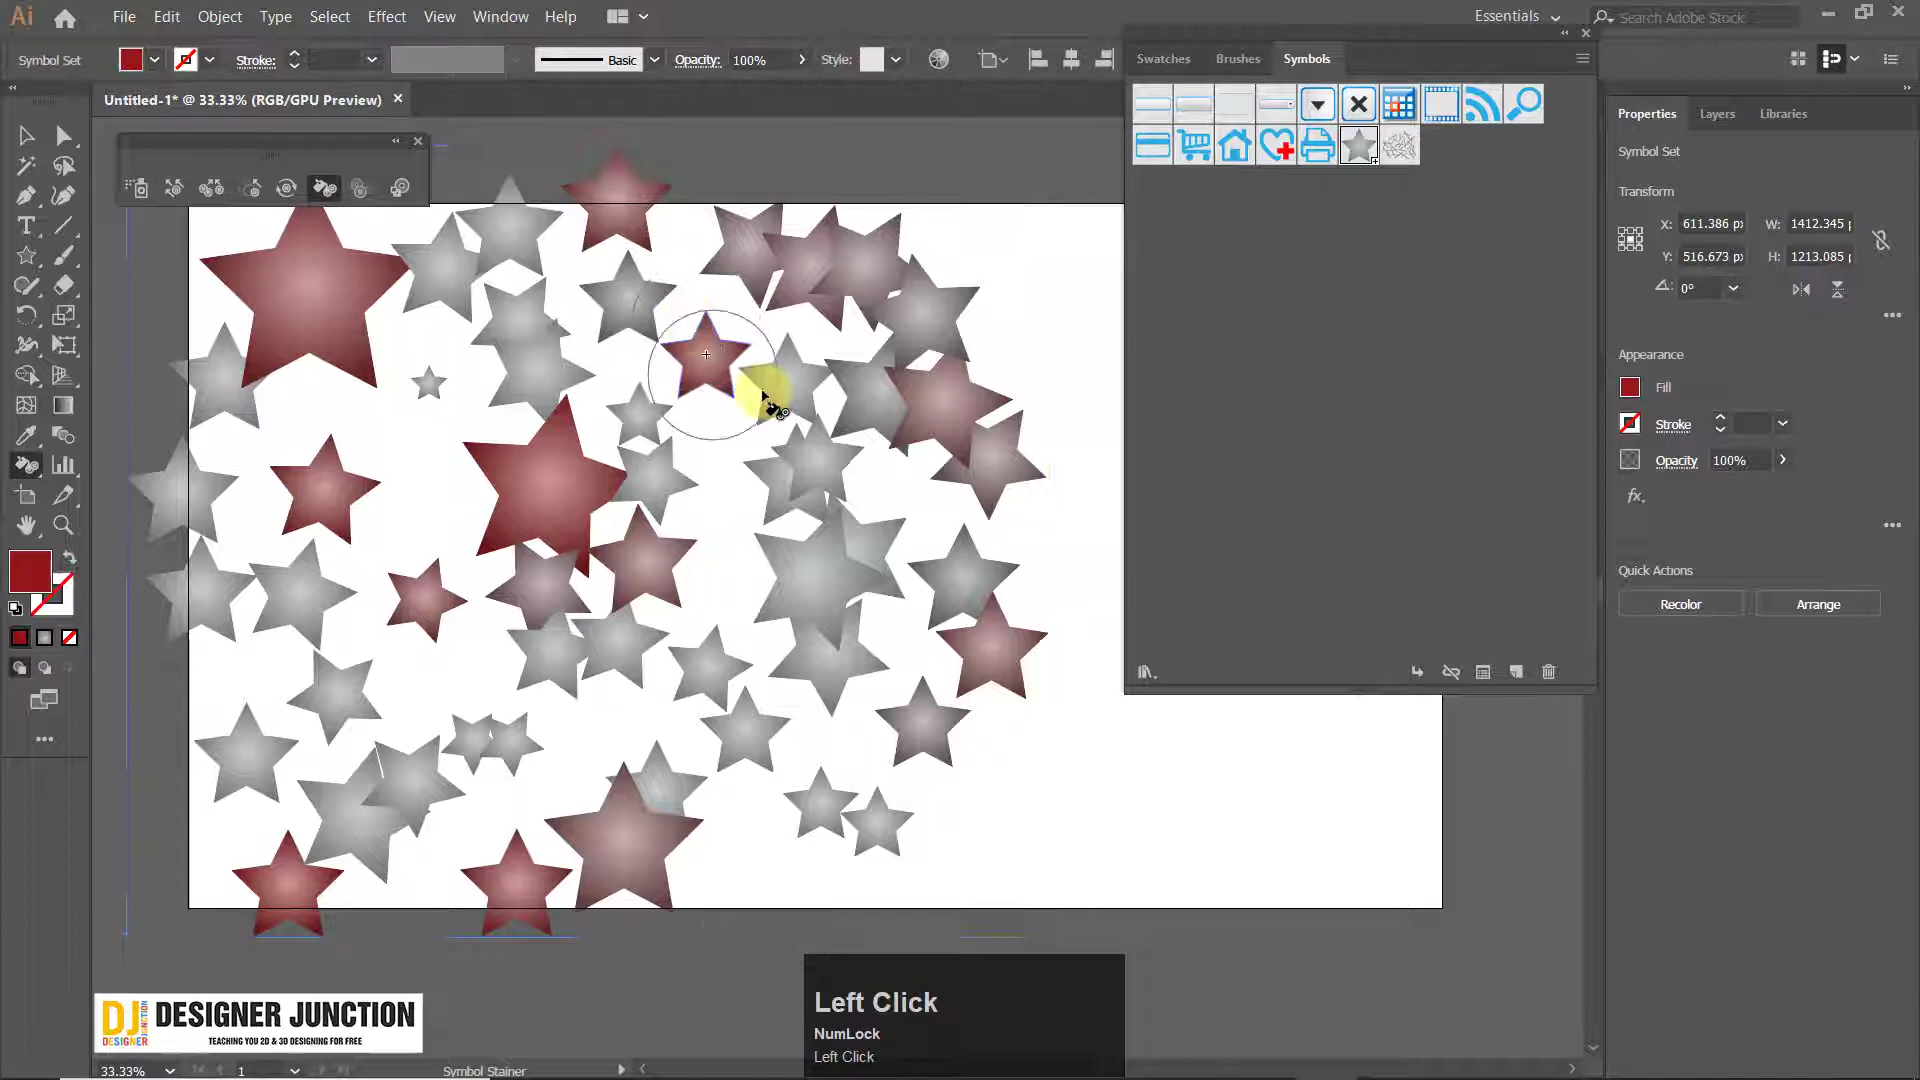 Ai File Edit Object Type Select Effect View Window Help Essentials Search Adobe Stock
Symbol Set Stroke: Basic Opacity: 100% Style:
Untitled-1* @ 33.33% (RGB/GPU Preview)
Swatches Brushes Symbols
Properties Layers Libraries
Symbol Set
Transform
X: 611.386 px W: 1412.345
Y: 516.673 px H: 1213.085
0°
Appearance
Fill
Stroke
Opacity 100%
fx.
Quick Actions
Recolor Arrange
DJ DESIGNER JUNCTION
JUNCTION
DESIGNER TEACHING YOU 2D & 3D DESIGNING FOR FREE
Left Click
NumLock
Left Click
33.33% 1 Symbol Stainer